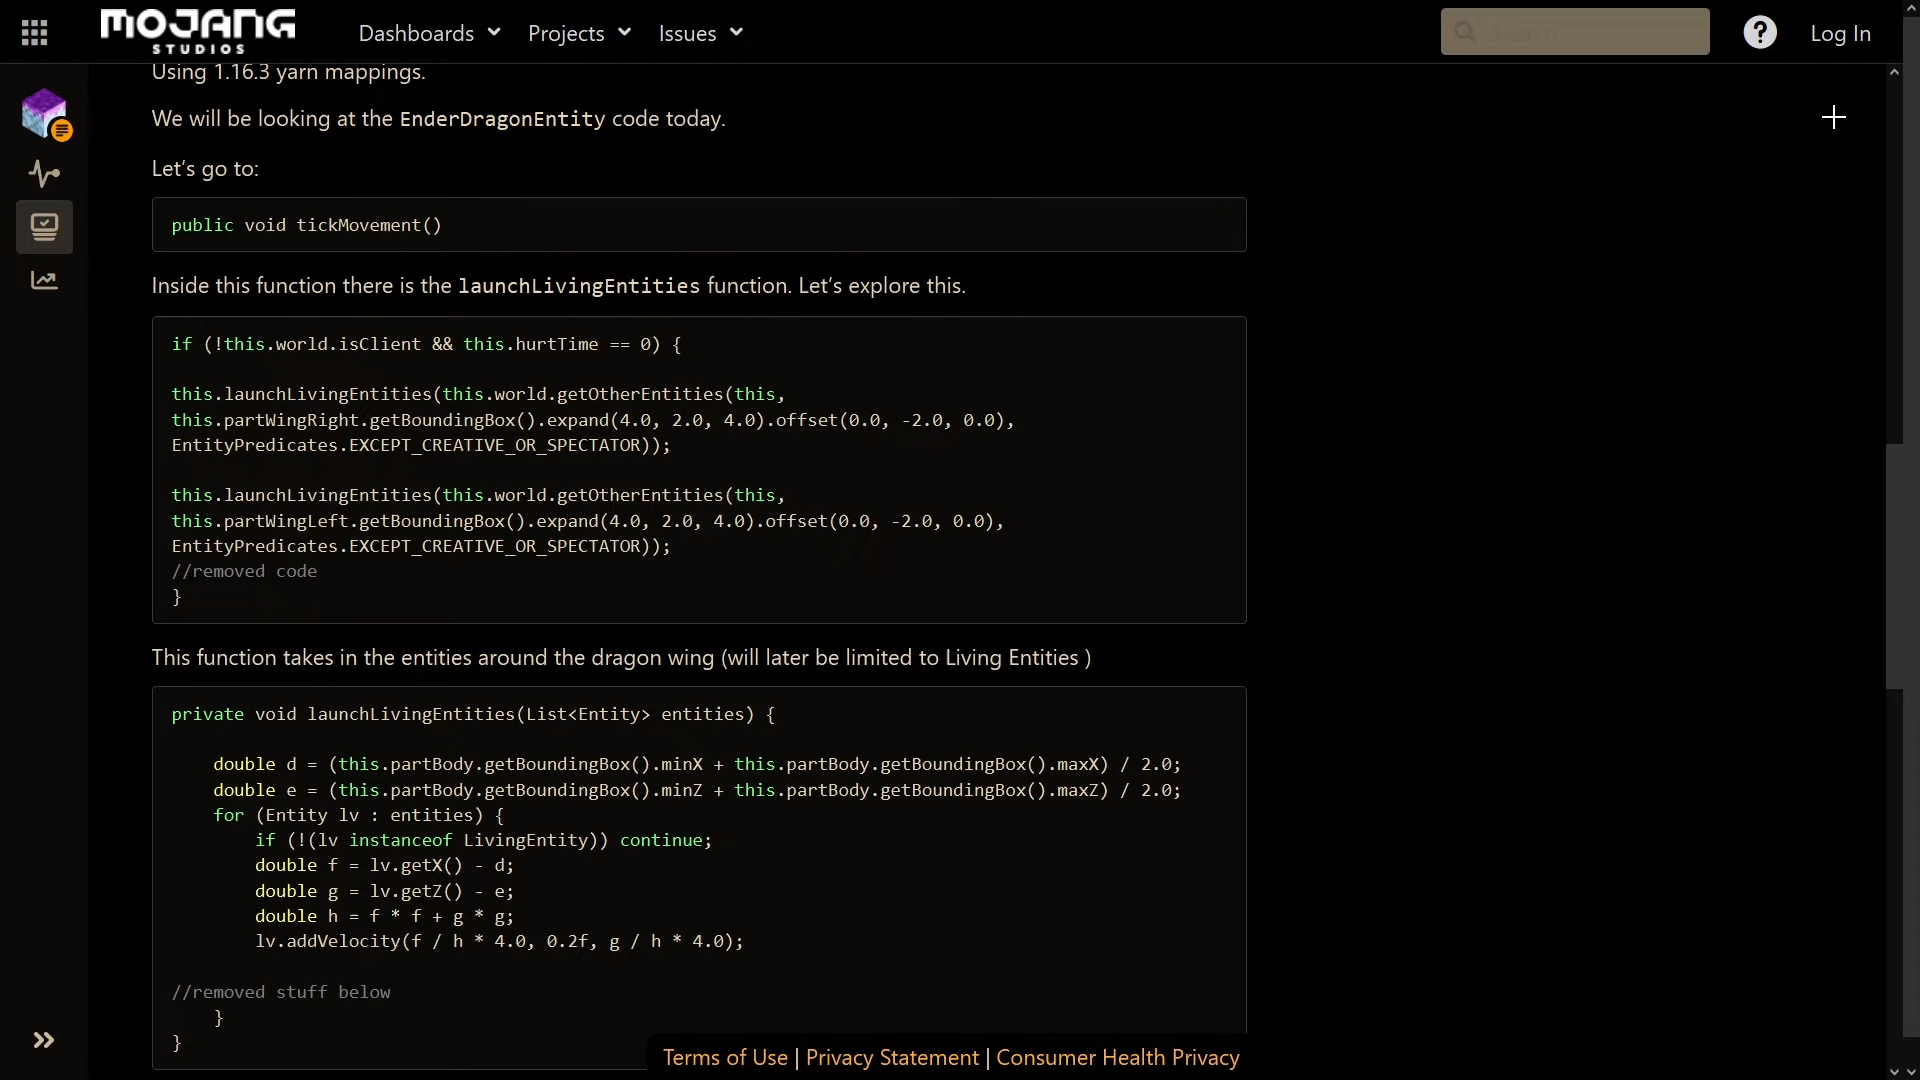 MOJANG
STUDIOS
Dashboards
Projects
Issues
?
Log In
Using 1.16.3 yarn mappings.
We will be looking at the EnderDragonEntity code today.
Let’s go to:
public void tickMovement()
Inside this function there is the launchLivingEntities function. Let’s explore this.
if (!this.world.isClient && this.hurtTime == 0) {
this.launchLivingEntities(this.world.getOtherEntities(this,
this.partWingRight.getBoundingBox().expand(4.0, 2.0, 4.0).offset(0.0, -2.0, 0.0),
EntityPredicates.EXCEPT_CREATIVE_OR_SPECTATOR));
this.launchLivingEntities(this.world.getOtherEntities(this,
this.partWingLeft.getBoundingBox().expand(4.0, 2.0, 4.0).offset(0.0, -2.0, 0.0),
EntityPredicates.EXCEPT_CREATIVE_OR_SPECTATOR));
//removed code
}
This function takes in the entities around the dragon wing (will later be limited to Living Entities )
private void launchLivingEntities(List<Entity> entities) {
double d = (this.partBody.getBoundingBox().minX + this.partBody.getBoundingBox().maxX) / 2.0;
double e = (this.partBody.getBoundingBox().minZ + this.partBody.getBoundingBox().maxZ) / 2.0;
for (Entity lv : entities) {
if (!(lv instanceof LivingEntity)) continue;
double f = lv.getX() - d;
double g = lv.getZ() - e;
double h = f * f + g * g;
lv.addVelocity(f / h * 4.0, 0.2f, g / h * 4.0);
//removed stuff below
}
}
Terms of Use | Privacy Statement | Consumer Health Privacy